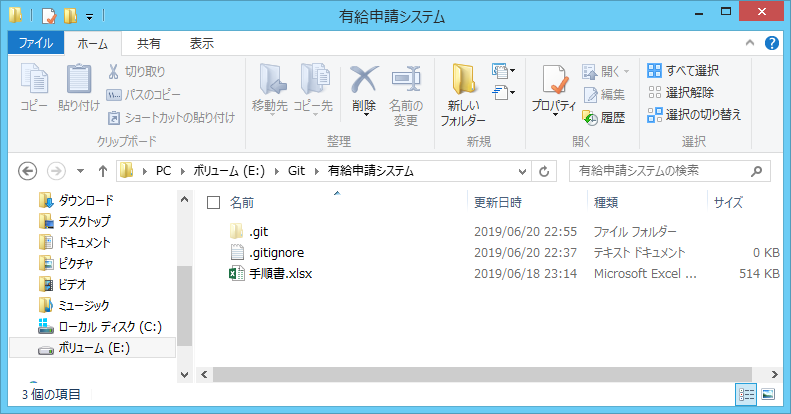 有給申請システム
ファイル ホーム 共有 表示
コピー 貼り付け 切り取り パスのコピー ショートカットの貼り付け
移動先 コピー先 削除 名前の変更
新しいフォルダー
プロパティ 開く 編集 履歴
すべて選択 選択解除 選択の切り替え
クリップボード 整理 新規 開く 選択
PC ボリューム (E:) Git 有給申請システム 有給申請システムの検索
ダウンロード
デスクトップ
ドキュメント
ピクチャ
ビデオ
ミュージック
ローカル ディスク (C:)
ボリューム (E:)
名前 更新日時 種類 サイズ
.git 2019/06/20 22:55 ファイル フォルダー
.gitignore 2019/06/20 22:37 テキスト ドキュメント 0 KB
手順書.xlsx 2019/06/18 23:14 Microsoft Excel ... 514 KB
3 個の項目